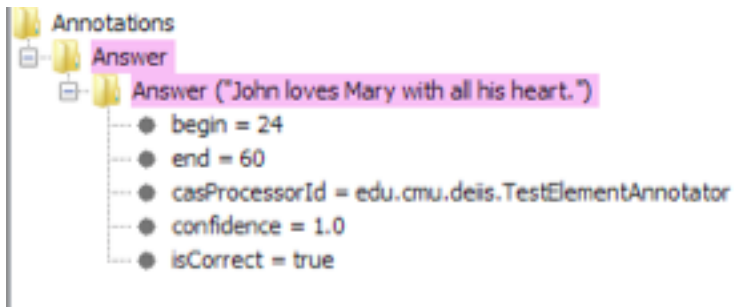 Annotations
Answer
Answer ("John loves Mary with all his heart.")
begin = 24
end = 60
casProcessorId = edu.cmu.deiis.TestElementAnnotator
confidence = 1.0
isCorrect = true